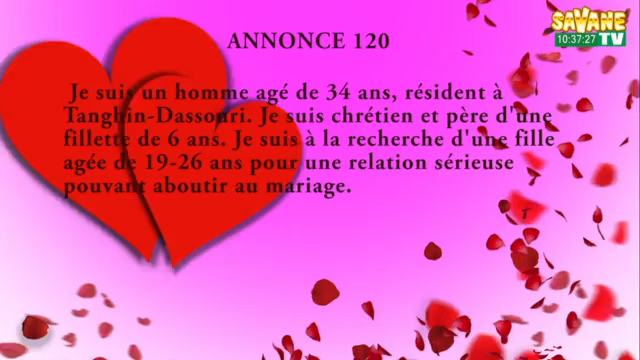 SAVANE
10:37:27 TV
ANNONCE 120
Je suis un homme agé de 34 ans, résident à
Tanghin-Dassouri. Je suis chrétien et père d'une
fillette de 6 ans. Je suis à la recherche d'une fille
agée de 19-26 ans pour une relation sérieuse
pouvant aboutir au mariage.